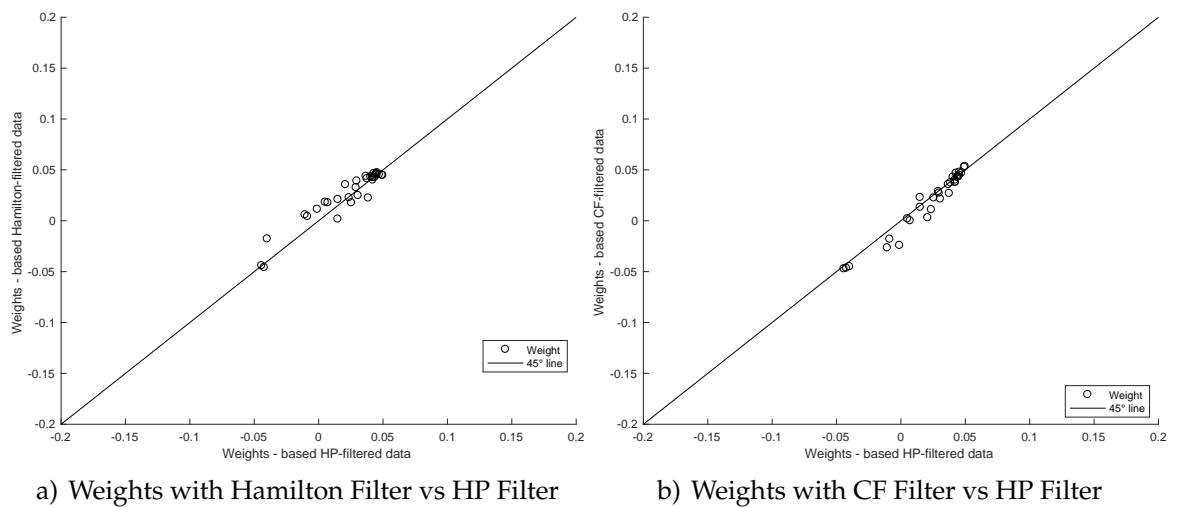 0.2
0.15
0.1
0.05
0
-0.05
-0.1
-0.15
-0.2
Weights - based Hamilton-filtered data
-0.2 -0.15 -0.1 -0.05 0 0.05 0.1 0.15 0.2
Weights - based HP-filtered data
Weight
45° line
a) Weights with Hamilton Filter vs HP Filter
0.2
0.15
0.1
0.05
0
-0.05
-0.1
-0.15
-0.2
Weights - based CF-filtered data
-0.2 -0.15 -0.1 -0.05 0 0.05 0.1 0.15 0.2
Weights - based HP-filtered data
Weight
45° line
b) Weights with CF Filter vs HP Filter